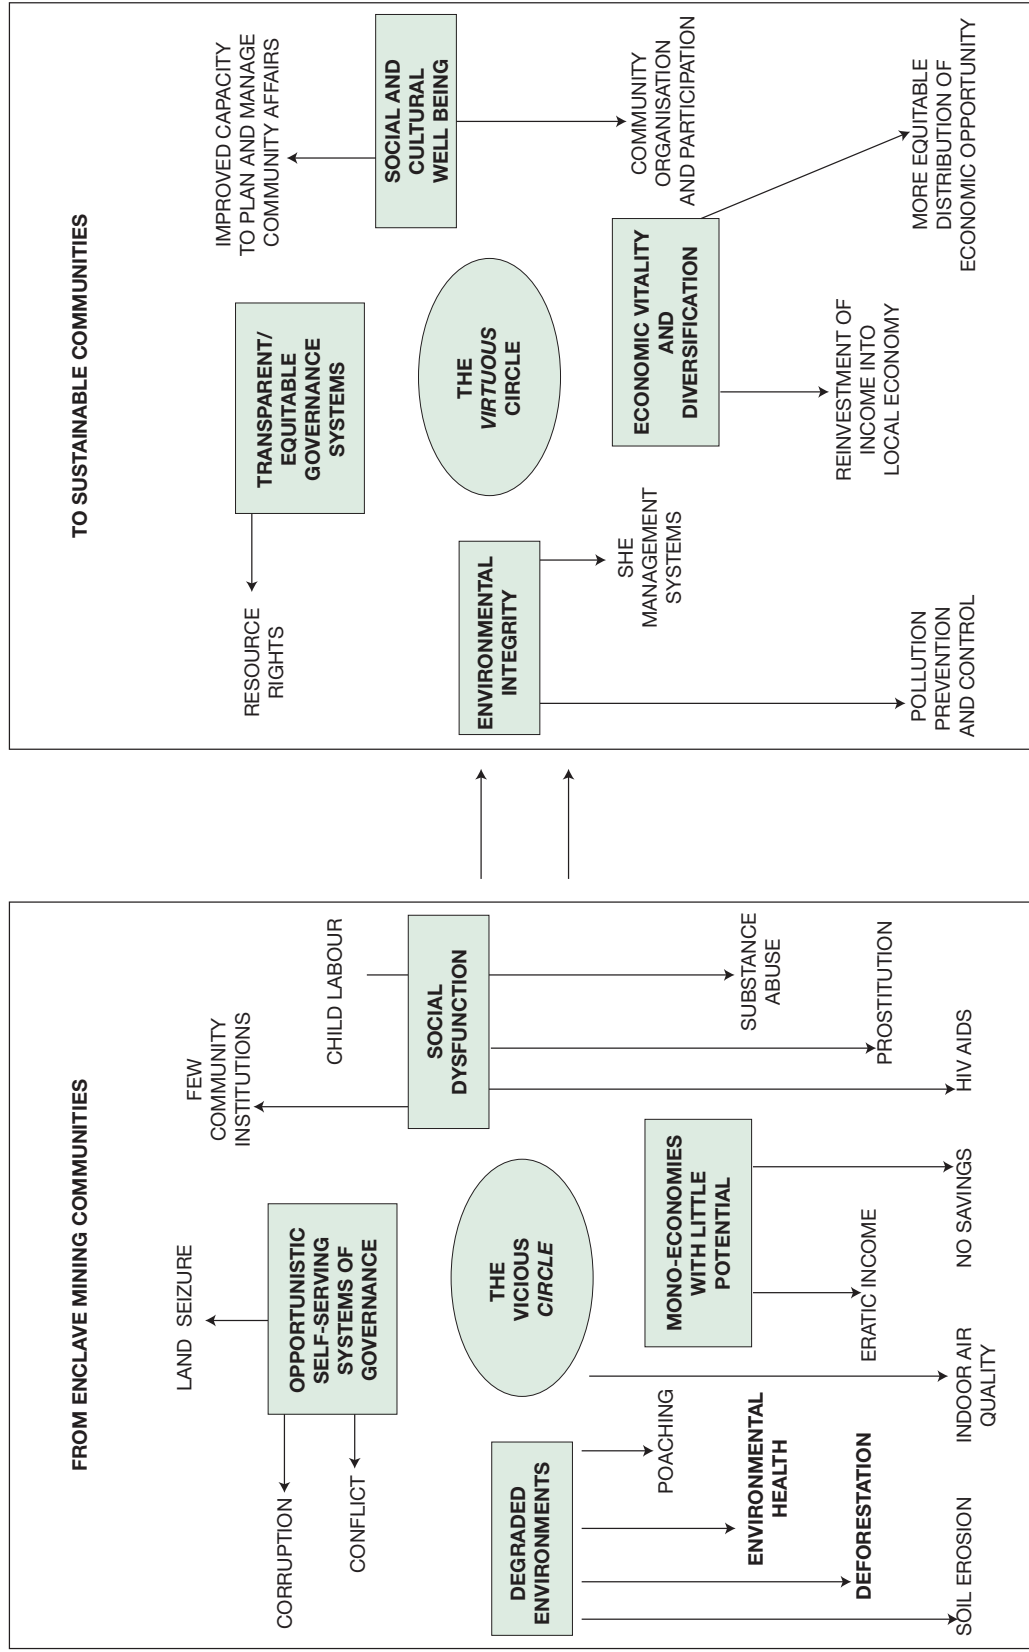 FROM ENCLAVE MINING COMMUNITIES
LAND SEIZURE
FEW
COMMUNITY
INSTITUTIONS
CORRUPTION
CONFLICT
OPPORTUNISTIC
SELF-SERVING
SYSTEMS OF
GOVERNANCE
CHILD LABOUR
SOCIAL
DYSFUNCTION
THE
VICIOUS
CIRCLE
DEGRADED
ENVIRONMENTS
MONO-ECONOMIES
WITH LITTLE
POTENTIAL
POACHING
ENVIRONMENTAL
HEALTH
DEFORESTATION
SOIL EROSION
INDOOR AIR
QUALITY
ERATIC INCOME
NO SAVINGS
SUBSTANCE
ABUSE
PROSTITUTION
HIV AIDS
TO SUSTAINABLE COMMUNITIES
RESOURCE
RIGHTS
TRANSPARENT/
EQUITABLE
GOVERNANCE
SYSTEMS
IMPROVED CAPACITY
TO PLAN AND MANAGE
COMMUNITY AFFAIRS
SOCIAL AND
CULTURAL
WELL BEING
THE
VIRTUOUS
CIRCLE
ENVIRONMENTAL
INTEGRITY
SHE
MANAGEMENT
SYSTEMS
COMMUNITY
ORGANISATION
AND PARTICIPATION
ECONOMIC VITALITY
AND
DIVERSIFICATION
POLLUTION
PREVENTION
AND CONTROL
REINVESTMENT OF
INCOME INTO
LOCAL ECONOMY
MORE EQUITABLE
DISTRIBUTION OF
ECONOMIC OPPORTUNITY